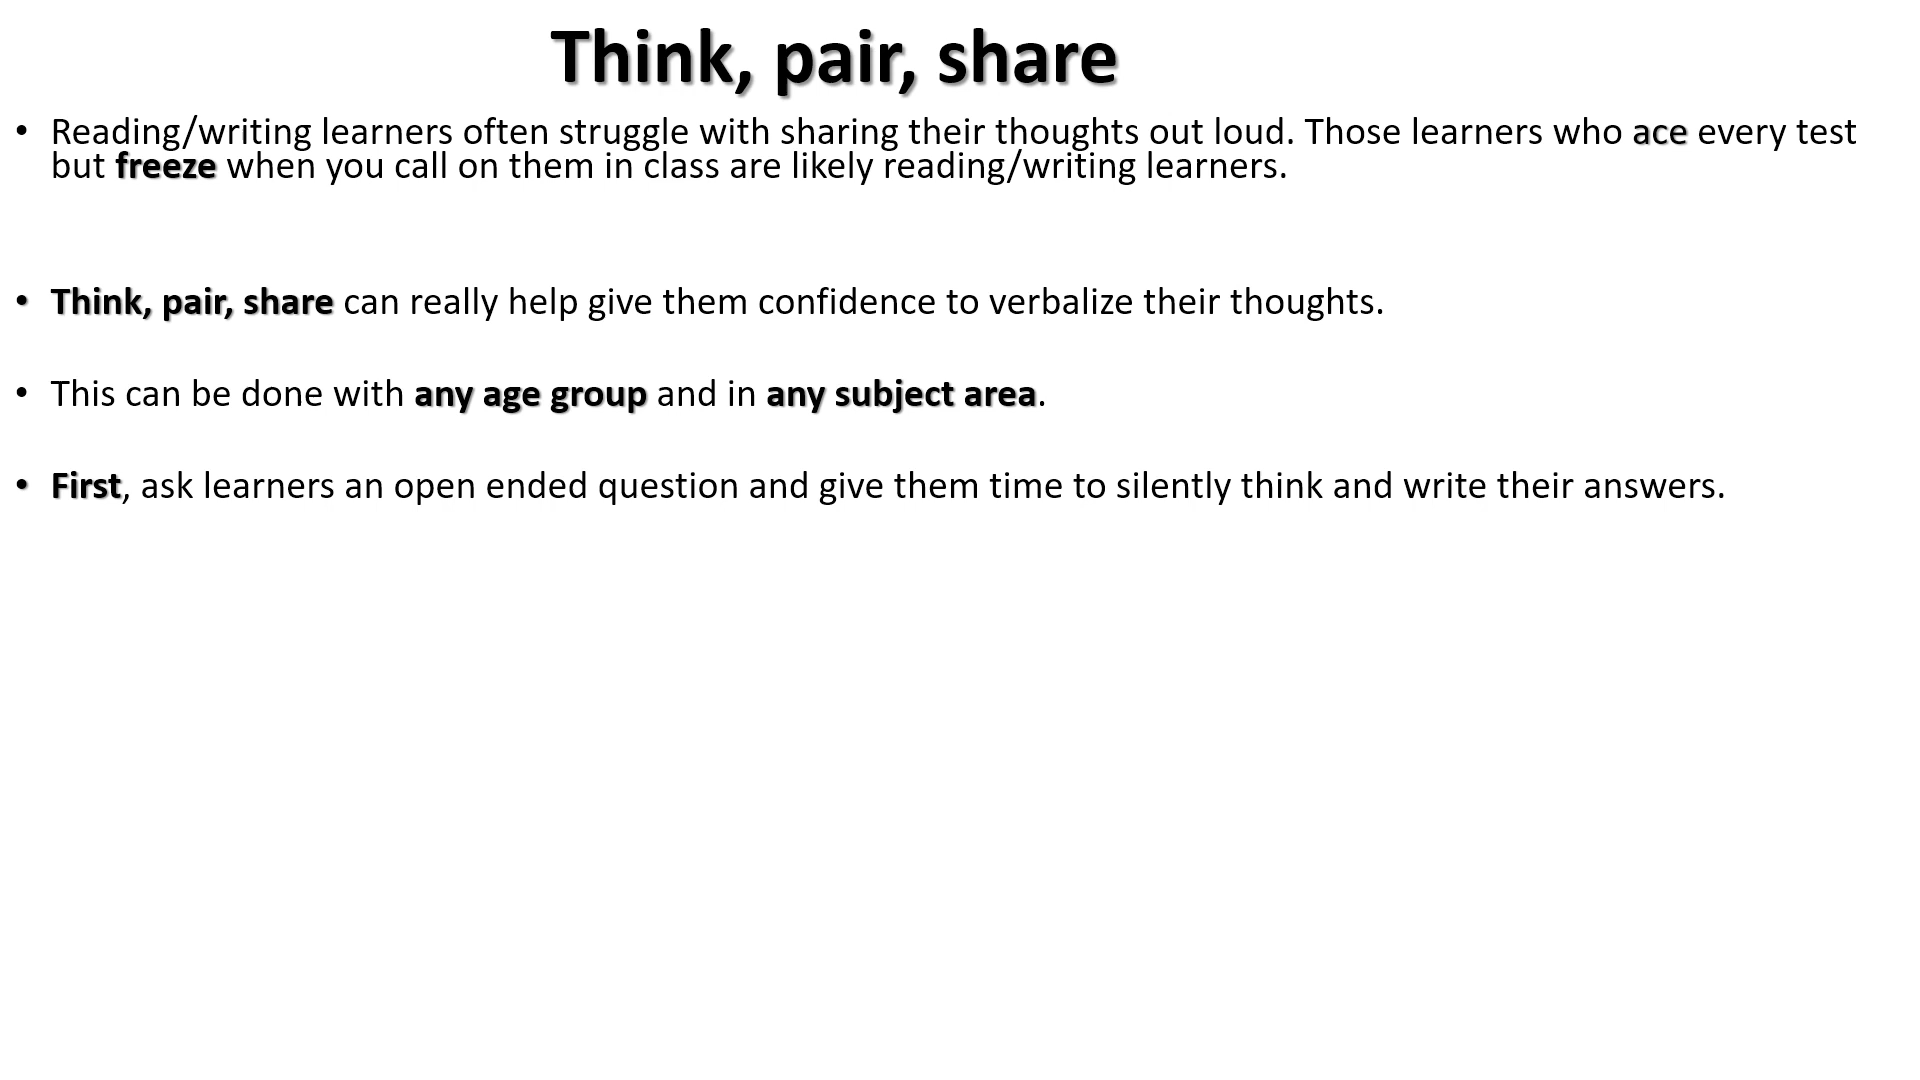 Think, pair, share
• Reading/writing learners often struggle with sharing their thoughts out loud. Those learners who ace every test
but freeze when you call on them in class are likely reading/writing learners.
• Think, pair, share can really help give them confidence to verbalize their thoughts.
• This can be done with any age group and in any subject area.
• First, ask learners an open ended question and give them time to silently think and write their answers.